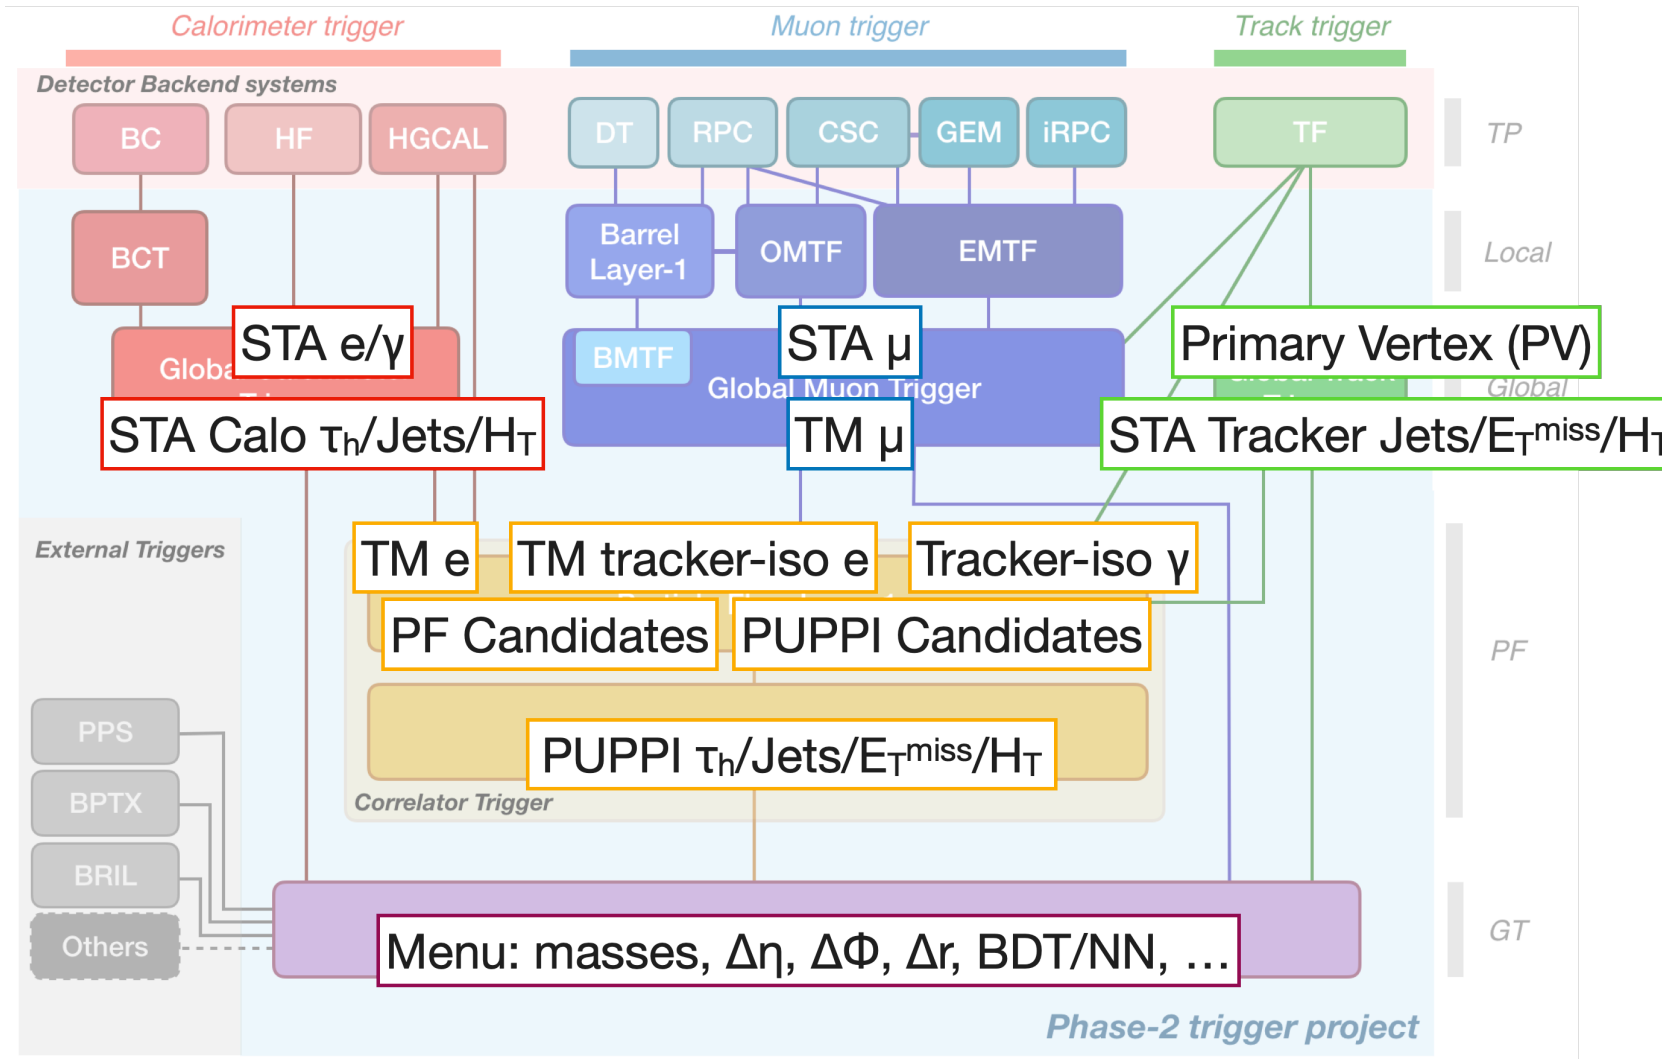 Calorimeter trigger
Muon trigger
Track trigger
Detector Backend systems
BC
HF
HGCAL
DT
RPC
CSC
GEM
iRPC
TF
TP
BCT
Barrel
Layer-1
OMTF
EMTF
Local
STA e/γ
STA μ
Primary Vertex (PV)
BMTF
Global Muon Trigger
Global
STA Calo τh/Jets/HT
TM μ
STA Tracker Jets/ETmiss/HT
External Triggers
TM e
TM tracker-iso e
Tracker-iso γ
PF Candidates
PUPPI Candidates
PF
PUPPI τh/Jets/ETmiss/HT
Correlator Trigger
PPS
BPTX
BRIL
Others
Menu: masses, Δη, ΔΦ, Δr, BDT/NN, …
GT
Phase-2 trigger project